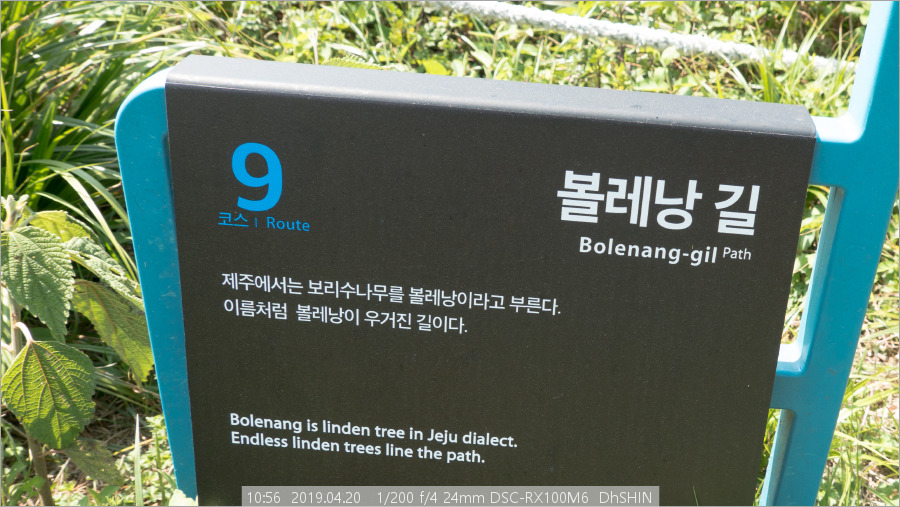 9
코스 | Route
볼레낭 길
Bolenang-gil Path
제주에서는 보리수나무를 볼레낭이라고 부른다.
이름처럼 볼레낭이 우거진 길이다.
Bolenang is linden tree in Jeju dialect.
Endless linden trees line the path.
10:56 2019.04.20 1/200 f/4 24mm DSC-RX100M6 DhSHIN